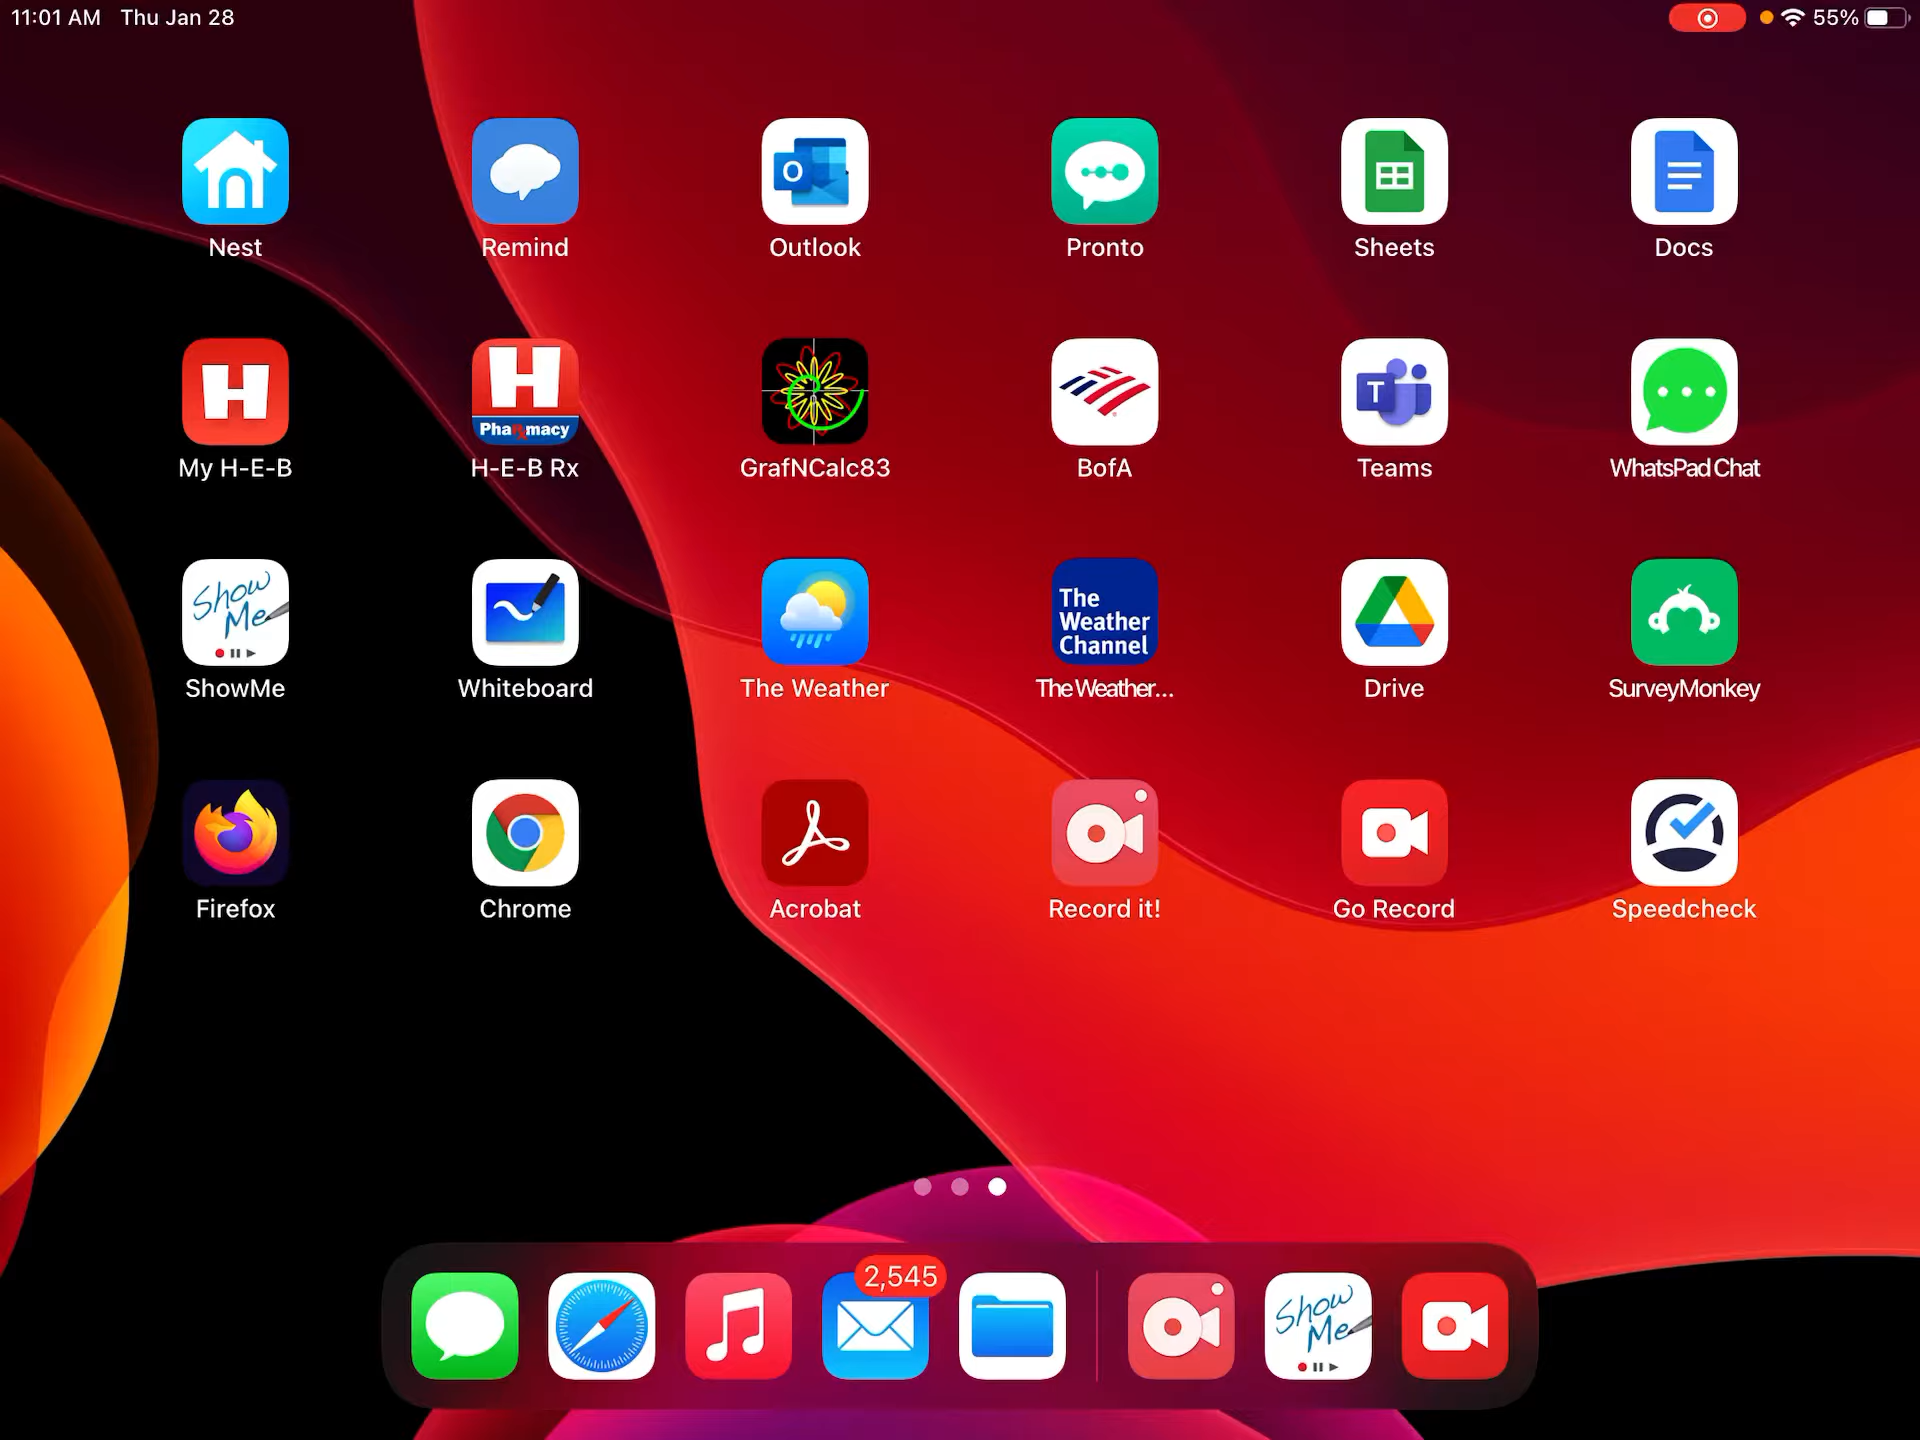 11:01 AM Thu Jan 28
55%
Nest
Remind
O
Outlook
Pronto
Sheets
Docs
H
My H-E-B
H
Pharmacy
H-E-B Rx
GrafNCalc83
BofA
T
Teams
WhatsPad Chat
Show
Me
ShowMe
Whiteboard
The Weather
The
Weather
Channel
The Weather...
Drive
SurveyMonkey
Firefox
Chrome
Acrobat
Record it!
Go Record
Speedcheck
2,545
Show
Me